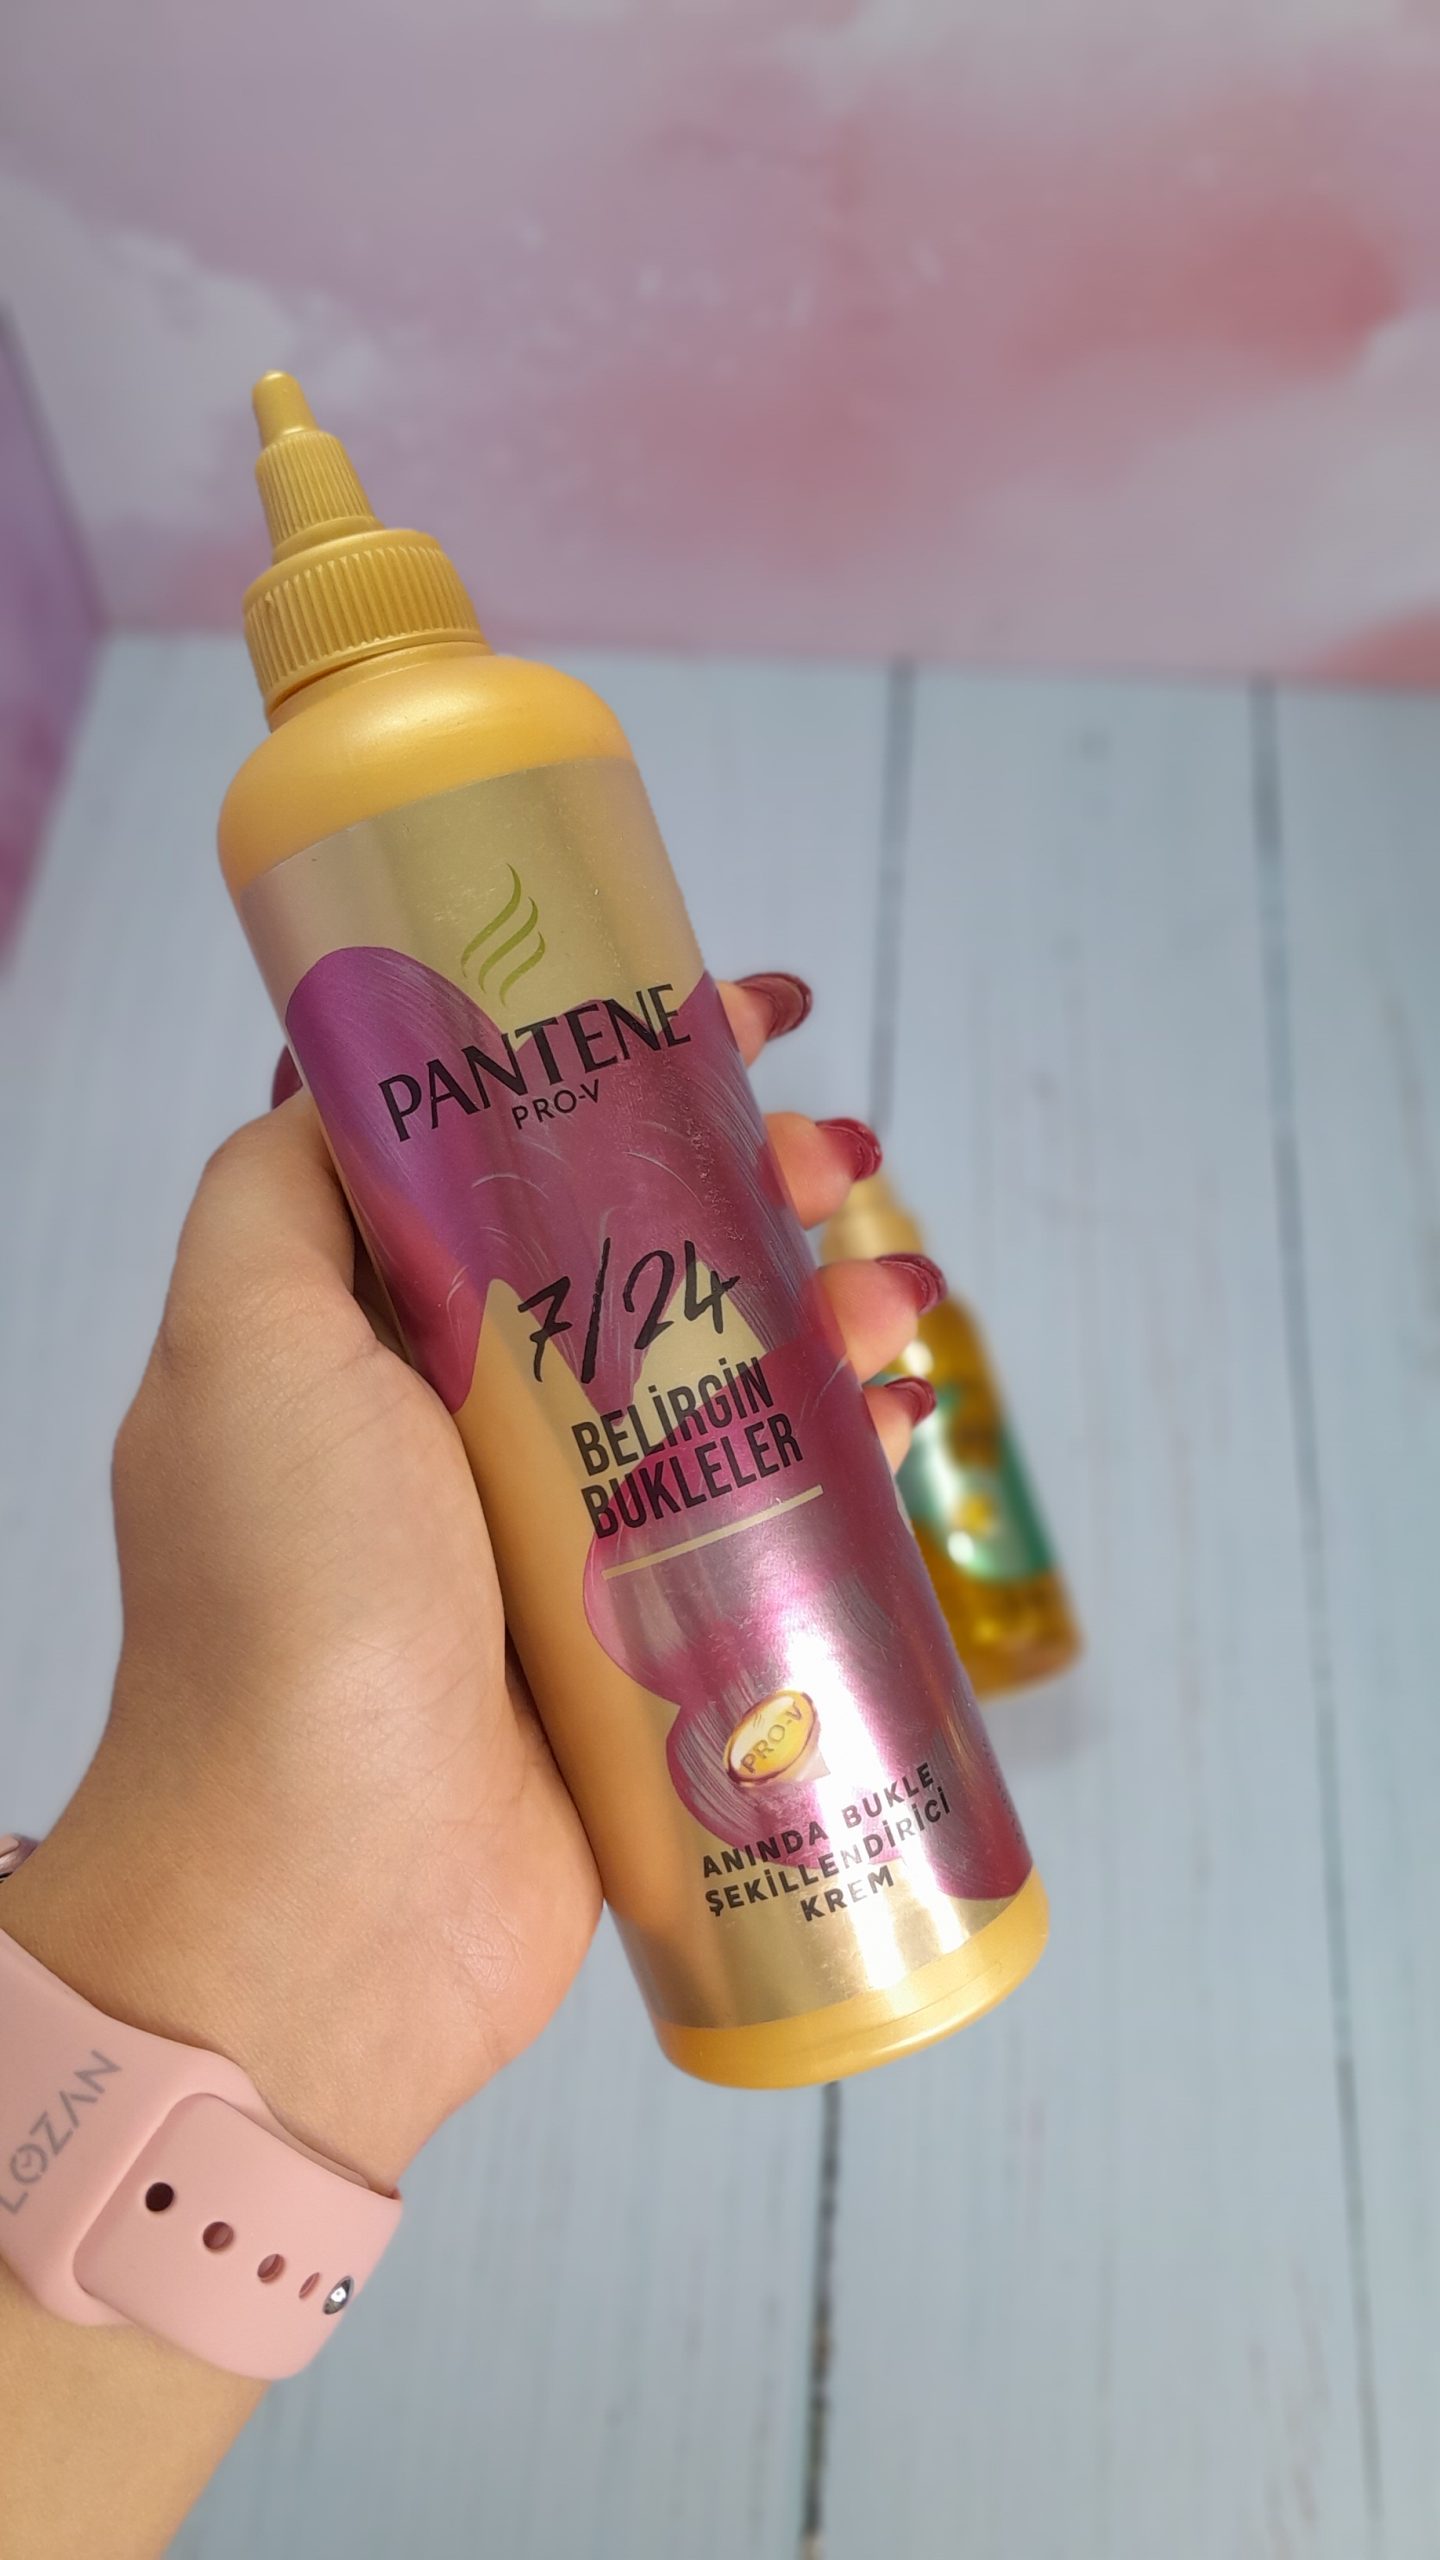 PANTENE
PRO-V
7/24
BELİRGİN
BUKLELER
PRO-V
ANINDA BUKLE
ŞEKİLLENDİRİCİ
KREM
LOZAN